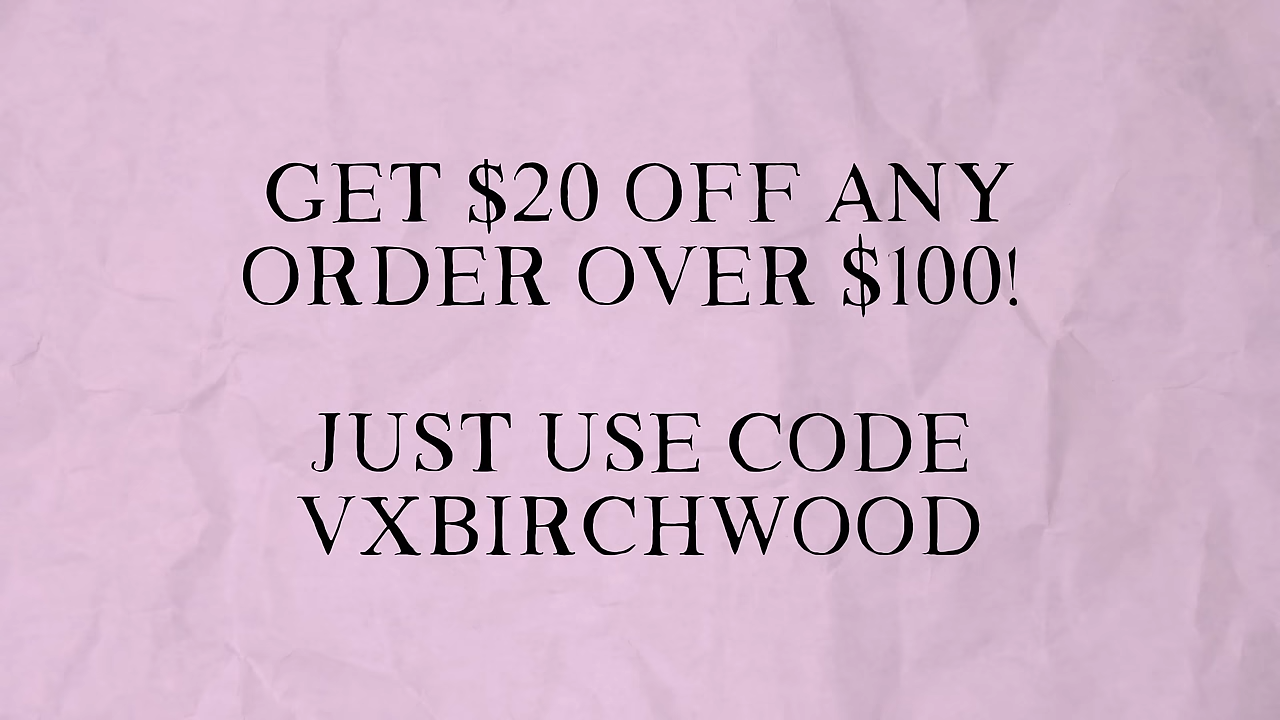 GET $20 OFF ANY
ORDER OVER $100!
JUST USE CODE
VXBIRCHWOOD